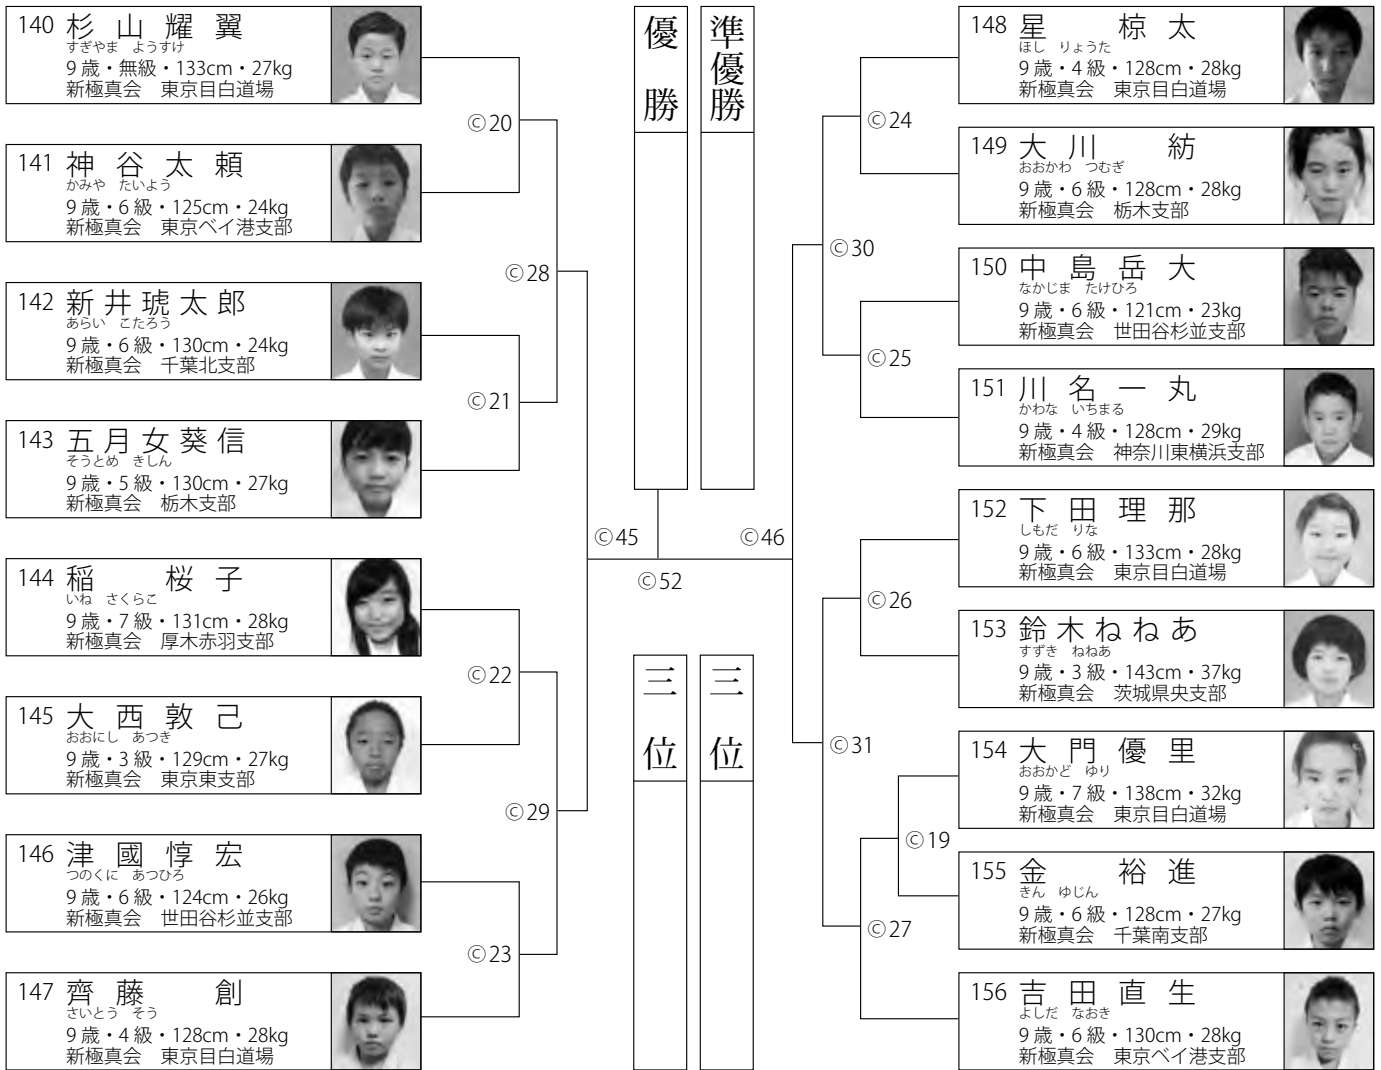 140 杉山耀翼
すぎやま ようすけ
9歳・無級・133cm・27kg
新極真会 東京目白道場
141 神谷太頼
かみや たいよう
9歳・6級・125cm・24kg
新極真会 東京ベイ港支部
142 新井琥太郎
あらい こたろう
9歳・6級・130cm・24kg
新極真会 千葉北支部
143 五月女葵信
そうとめ きしん
9歳・5級・130cm・27kg
新極真会 栃木支部
144 稲 桜子
いね さくらこ
9歳・7級・131cm・28kg
新極真会 厚木赤羽支部
145 大西敦己
おおにし あつき
9歳・3級・129cm・27kg
新極真会 東京東支部
146 津國惇宏
つのくに あつひろ
9歳・6級・124cm・26kg
新極真会 世田谷杉並支部
147 齊藤 創
さいとう そう
9歳・4級・128cm・28kg
新極真会 東京目白道場
Ⓒ20
Ⓒ28
Ⓒ21
Ⓒ45
Ⓒ22
Ⓒ29
Ⓒ23
優勝
準優勝
Ⓒ52
三位
三位
Ⓒ46
Ⓒ24
Ⓒ30
Ⓒ25
Ⓒ26
Ⓒ31
Ⓒ19
Ⓒ27
148 星 椋太
ほし りょうた
9歳・4級・128cm・28kg
新極真会 東京目白道場
149 大川 紡
おおかわ つむぎ
9歳・6級・128cm・28kg
新極真会 栃木支部
150 中島岳大
なかじま たけひろ
9歳・6級・121cm・23kg
新極真会 世田谷杉並支部
151 川名一丸
かわな いちまる
9歳・4級・128cm・29kg
新極真会 神奈川東横浜支部
152 下田理那
しもだ りな
9歳・6級・133cm・28kg
新極真会 東京目白道場
153 鈴木ねねあ
すずき ねねあ
9歳・3級・143cm・37kg
新極真会 茨城県央支部
154 大門優里
おおかど ゆり
9歳・7級・138cm・32kg
新極真会 東京目白道場
155 金 裕進
きん ゆじん
9歳・6級・128cm・27kg
新極真会 千葉南支部
156 吉田直生
よしだ なおき
9歳・6級・130cm・28kg
新極真会 東京ベイ港支部